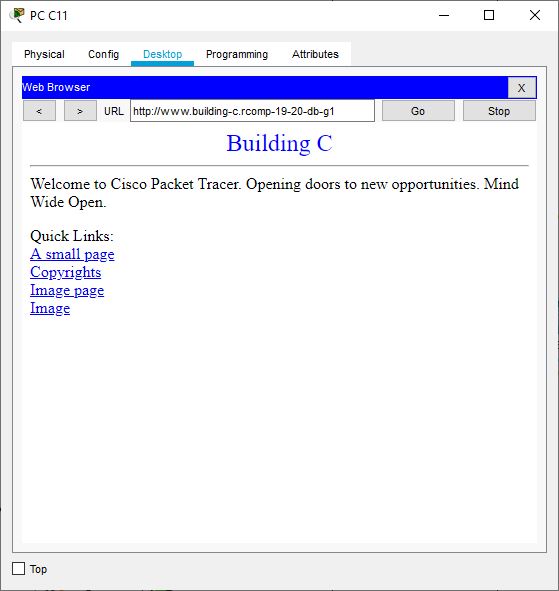 PC C11
Physical Config Desktop Programming Attributes
Web Browser X
< > URL http://www.building-c.rcomp-19-20-db-g1 Go Stop
Building C
Welcome to Cisco Packet Tracer. Opening doors to new opportunities. Mind
Wide Open.
Quick Links:
A small page
Copyrights
Image page
Image
Top